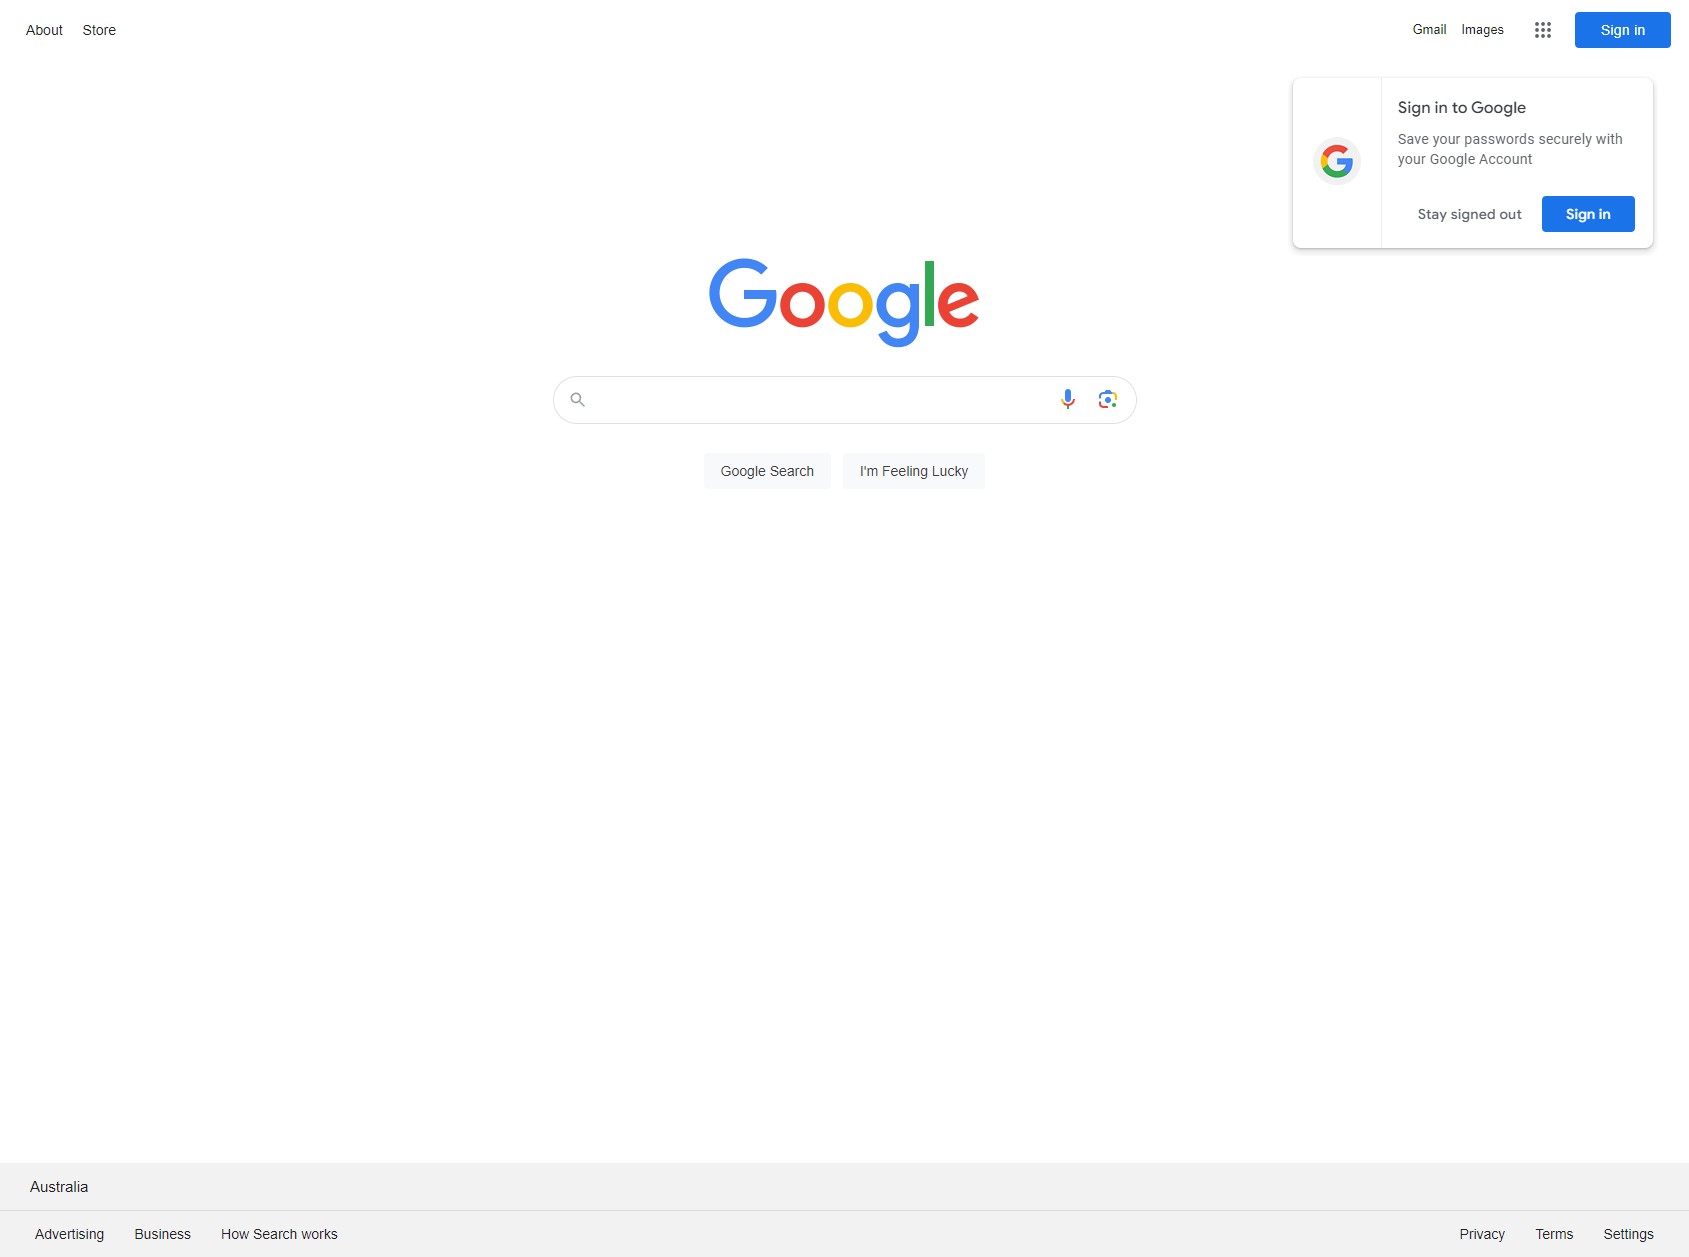 About Store
Gmail Images Sign in
Sign in to Google
Save your passwords securely with
your Google Account
Stay signed out Sign in
Google
Google Search I'm Feeling Lucky
Australia
Advertising Business How Search works
Privacy Terms Settings